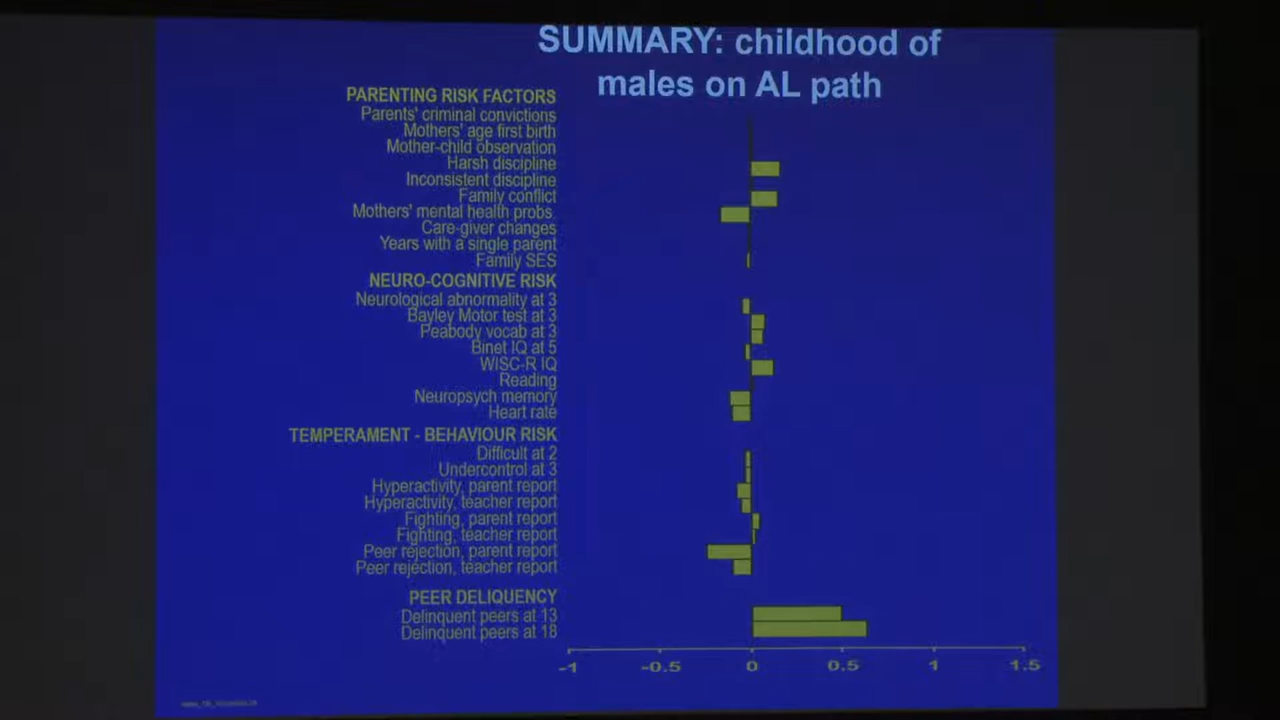 SUMMARY: childhood of
males on AL path
PARENTING RISK FACTORS
Parents' criminal convictions
Mothers' age first birth
Mother-child observation
Harsh discipline
Inconsistent discipline
Family conflict
Mothers' mental health probs
Care-giver changes
Years with a single parent
Family SES
NEURO-COGNITIVE RISK
Neurological abnormality at 3
Bayley Motor test at 3
Peabody vocab at 3
Binet IQ at 5
WISC-R IQ
Reading
Neuropsych memory
Heart rate
TEMPERAMENT - BEHAVIOUR RISK
Difficult at 2
Undercontrol at 3
Hyperactivity, parent report
Hyperactivity, teacher report
Fighting, parent report
Fighting, teacher report
Peer rejection, parent report
Peer rejection, teacher report
PEER DELIQUENCY
Delinquent peers at 13
Delinquent peers at 18
-1 -0.5 0 0.5 1 1.5